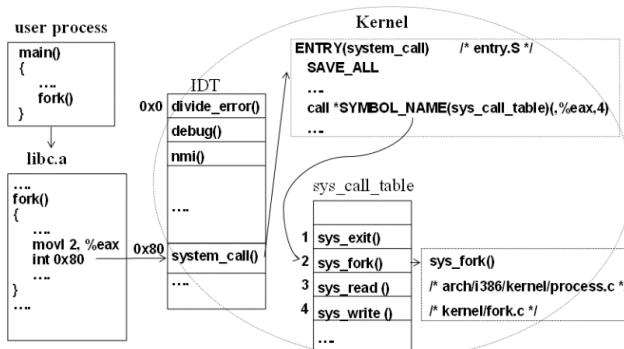 user process
main()
{
….
fork()
}
libc.a
….
fork()
{
….
movl 2, %eax
int 0x80
….
}
….
IDT
0x0
divide_error()
debug()
nmi()
….
0x80
system_call()
….
Kernel
ENTRY(system_call) /* entry.S */
SAVE_ALL
….
call *SYMBOL_NAME(sys_call_table)(,%eax,4)
….
sys_call_table
1 sys_exit()
2 sys_fork()
3 sys_read ()
4 sys_write ()
….
sys_fork()
/* arch/i386/kernel/process.c */
/* kernel/fork.c */